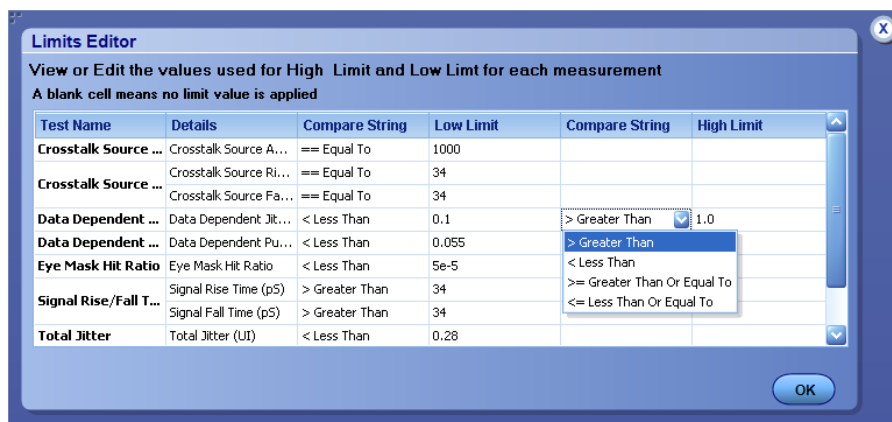 X
Limits Editor
View or Edit the values used for High Limit and Low Limt for each measurement
A blank cell means no limit value is applied
Test Name Details Compare String Low Limit Compare String High Limit
Crosstalk Source ... Crosstalk Source A... == Equal To 1000
Crosstalk Source ... Crosstalk Source Ri... == Equal To 34
Crosstalk Source Fa... == Equal To 34
Data Dependent ... Data Dependent Jit... < Less Than 0.1 > Greater Than 1.0
Data Dependent ... Data Dependent Pu... < Less Than 0.055
Eye Mask Hit Ratio Eye Mask Hit Ratio < Less Than 5e-5
Signal Rise/Fall T... Signal Rise Time (pS) > Greater Than 34
Signal Fall Time (pS) > Greater Than 34
Total Jitter Total Jitter (UI) < Less Than 0.28
> Greater Than
< Less Than
>= Greater Than Or Equal To
<= Less Than Or Equal To
OK